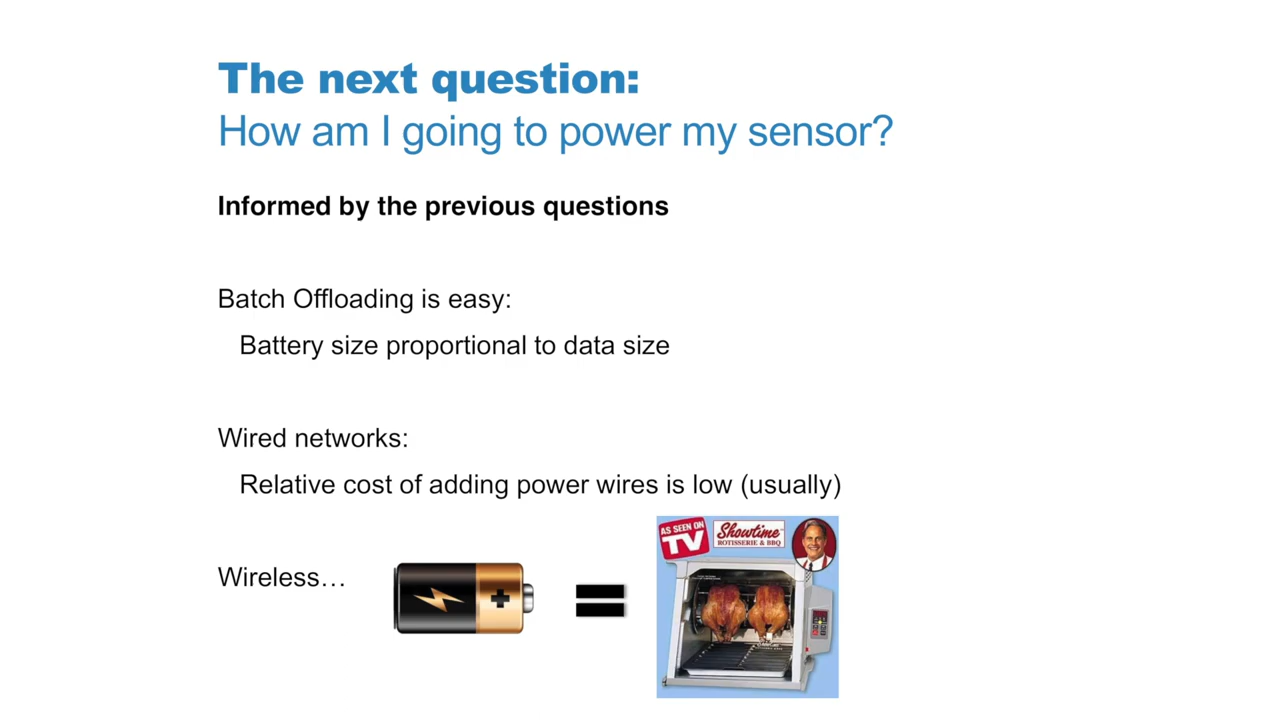 The next question:
How am I going to power my sensor?
Informed by the previous questions
Batch Offloading is easy:
Battery size proportional to data size
Wired networks:
Relative cost of adding power wires is low (usually)
Wireless…
AS SEEN ON
TV
Showtime
ROTISSERIE & BBQ